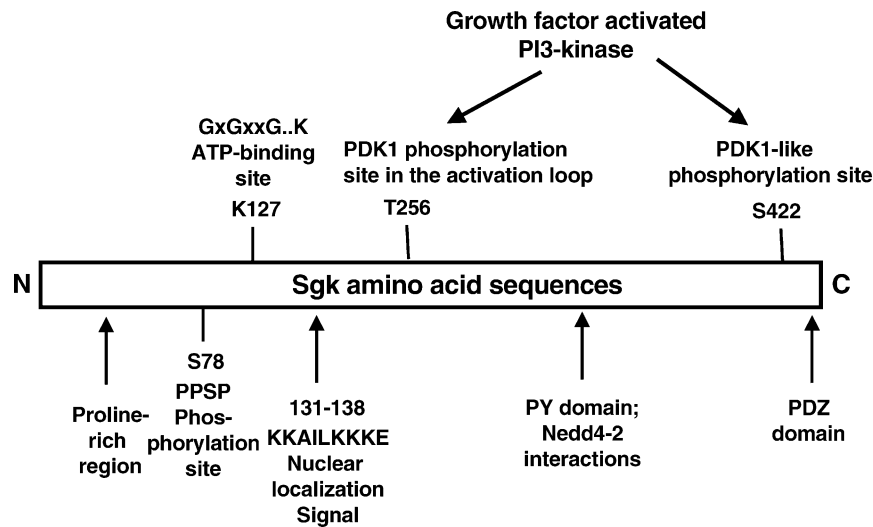 Growth factor activated
PI3-kinase
GxGxxG..K
ATP-binding
site
K127
PDK1 phosphorylation
site in the activation loop
T256
PDK1-like
phosphorylation site
S422
N
Sgk amino acid sequences
C
Proline-
rich
region
S78
PPSP
Phos-
phorylation
site
131-138
KKAILKKKE
Nuclear
localization
Signal
PY domain;
Nedd4-2
interactions
PDZ
domain